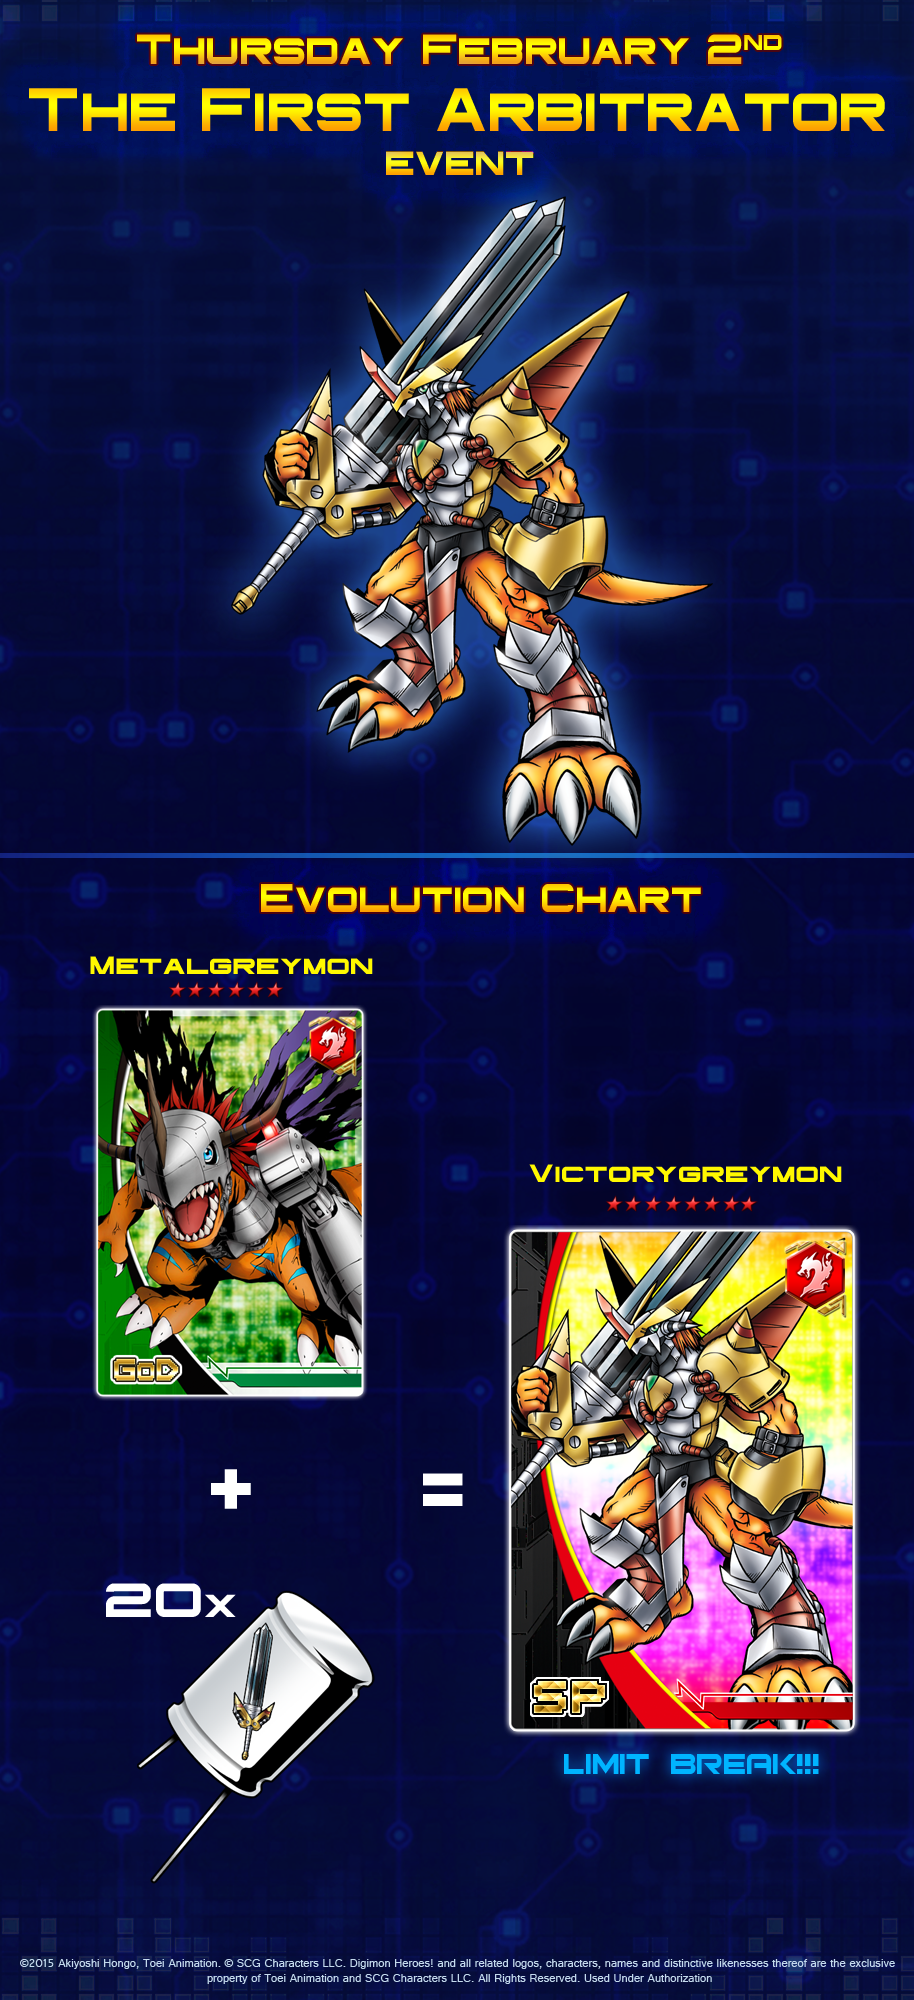 Thursday February 2nd
The First Arbitrator
Event
Evolution Chart
MetalGreymon
GoD
VictoryGreymon
SP
+
=
20x
LIMIT BREAK!!!
©2015 Akiyoshi Hongo, Toei Animation. © SCG Characters LLC. Digimon Heroes! and all related logos, characters, names and distinctive likenesses thereof are the exclusive
property of Toei Animation and SCG Characters LLC. All Rights Reserved. Used Under Authorization